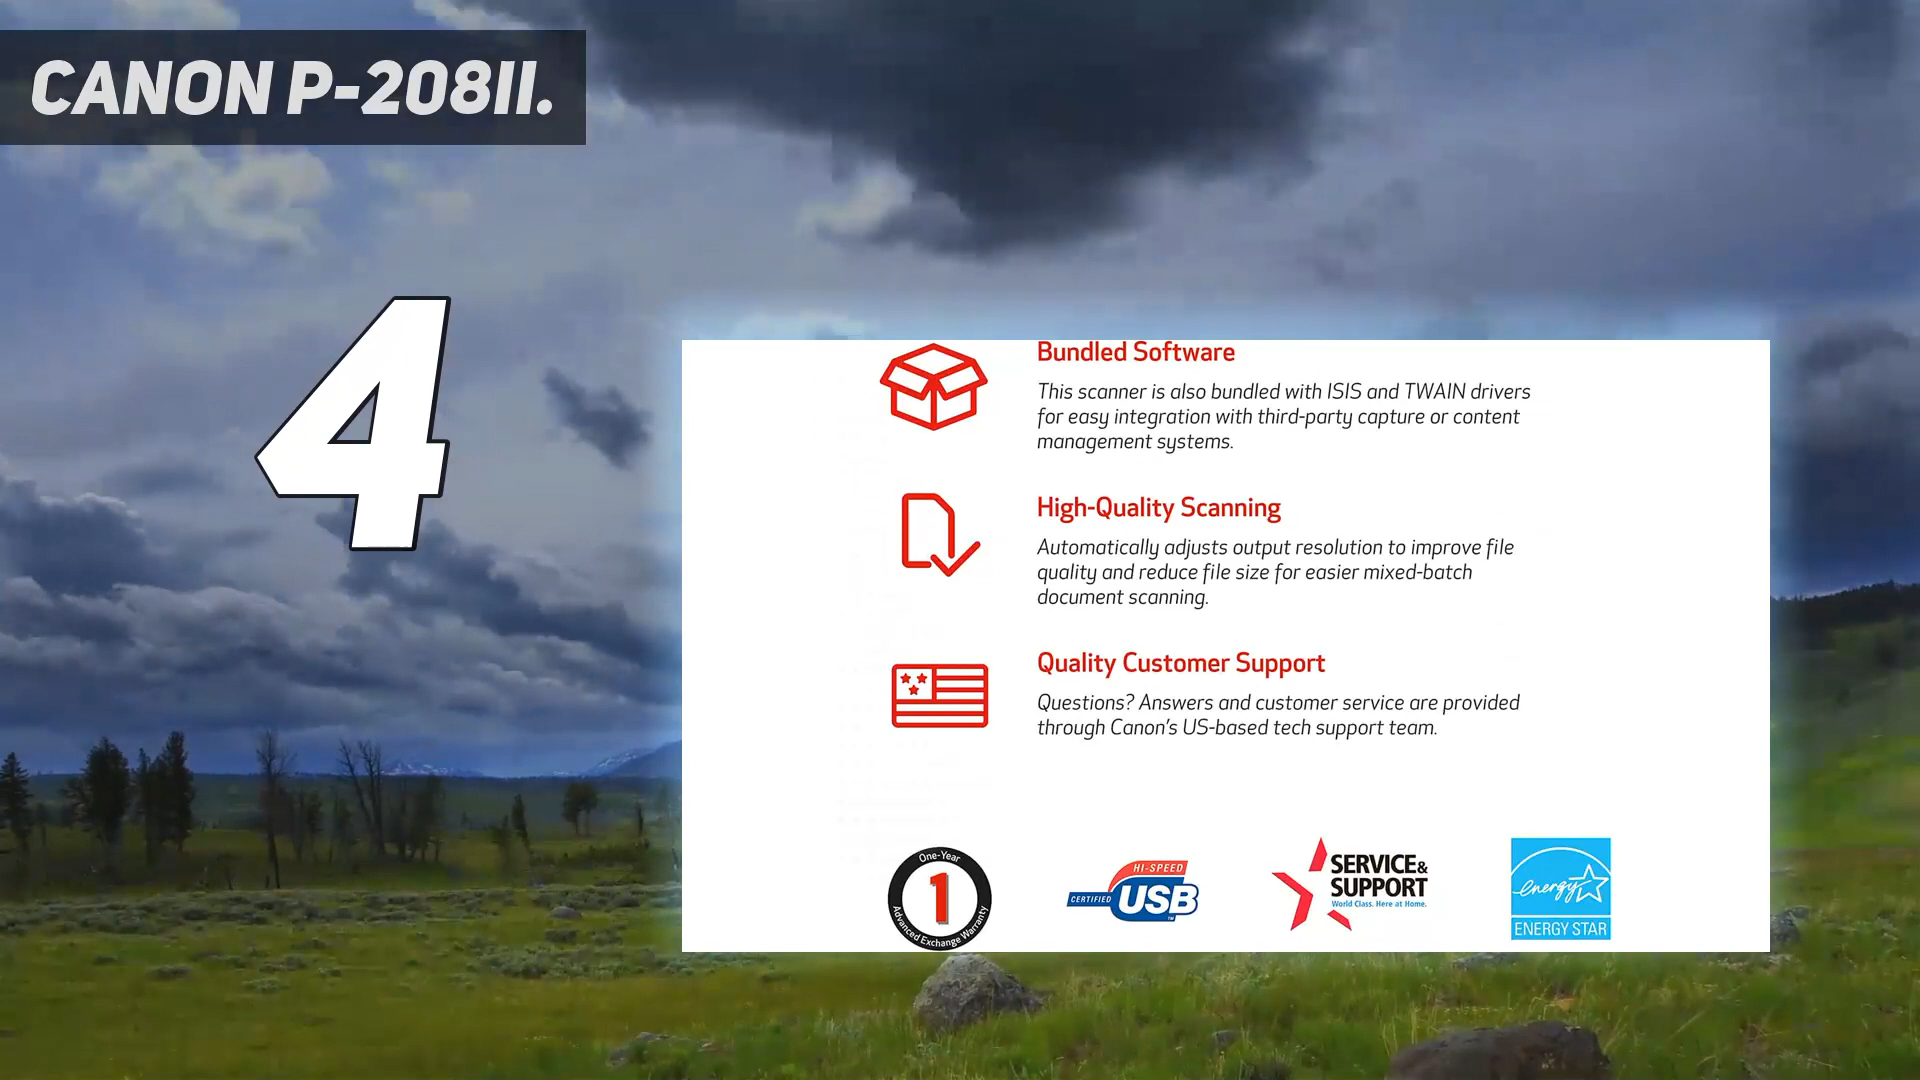 CANON P-208II.
4
Bundled Software
This scanner is also bundled with ISIS and TWAIN drivers
for easy integration with third-party capture or content
management systems.
High-Quality Scanning
Automatically adjusts output resolution to improve file
quality and reduce file size for easier mixed-batch
document scanning.
Quality Customer Support
Questions? Answers and customer service are provided
through Canon's US-based tech support team.
One-Year
1
Advanced Exchange Warranty
HI-SPEED
CERTIFIED
USB
TM
SERVICE&
SUPPORT
World Class. Here at Home.
energy
ENERGY STAR